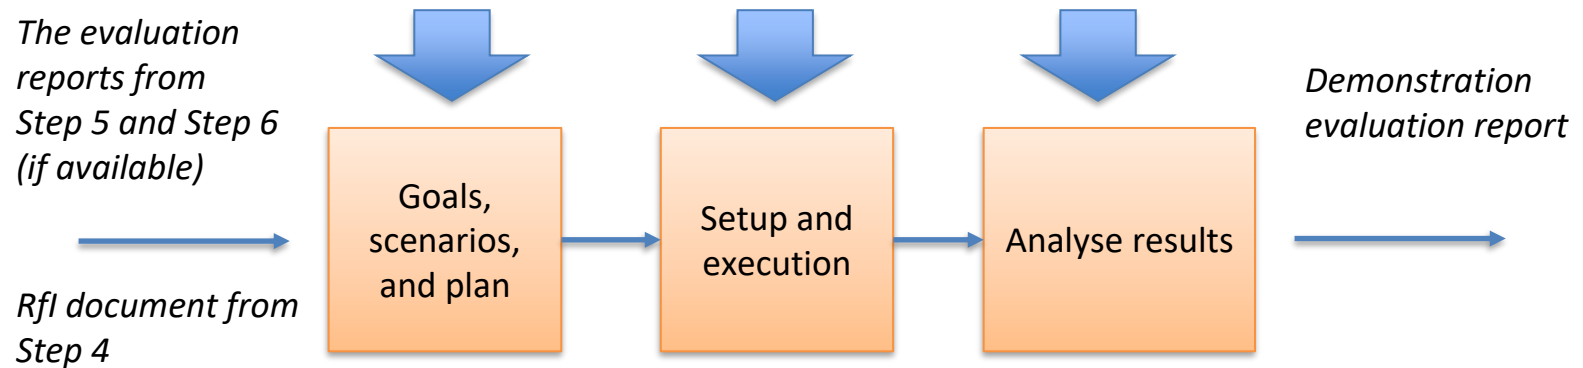 The evaluation
reports from
Step 5 and Step 6
(if available)
RfI document from
Step 4
Goals,
scenarios,
and plan
Setup and
execution
Analyse results
Demonstration
evaluation report